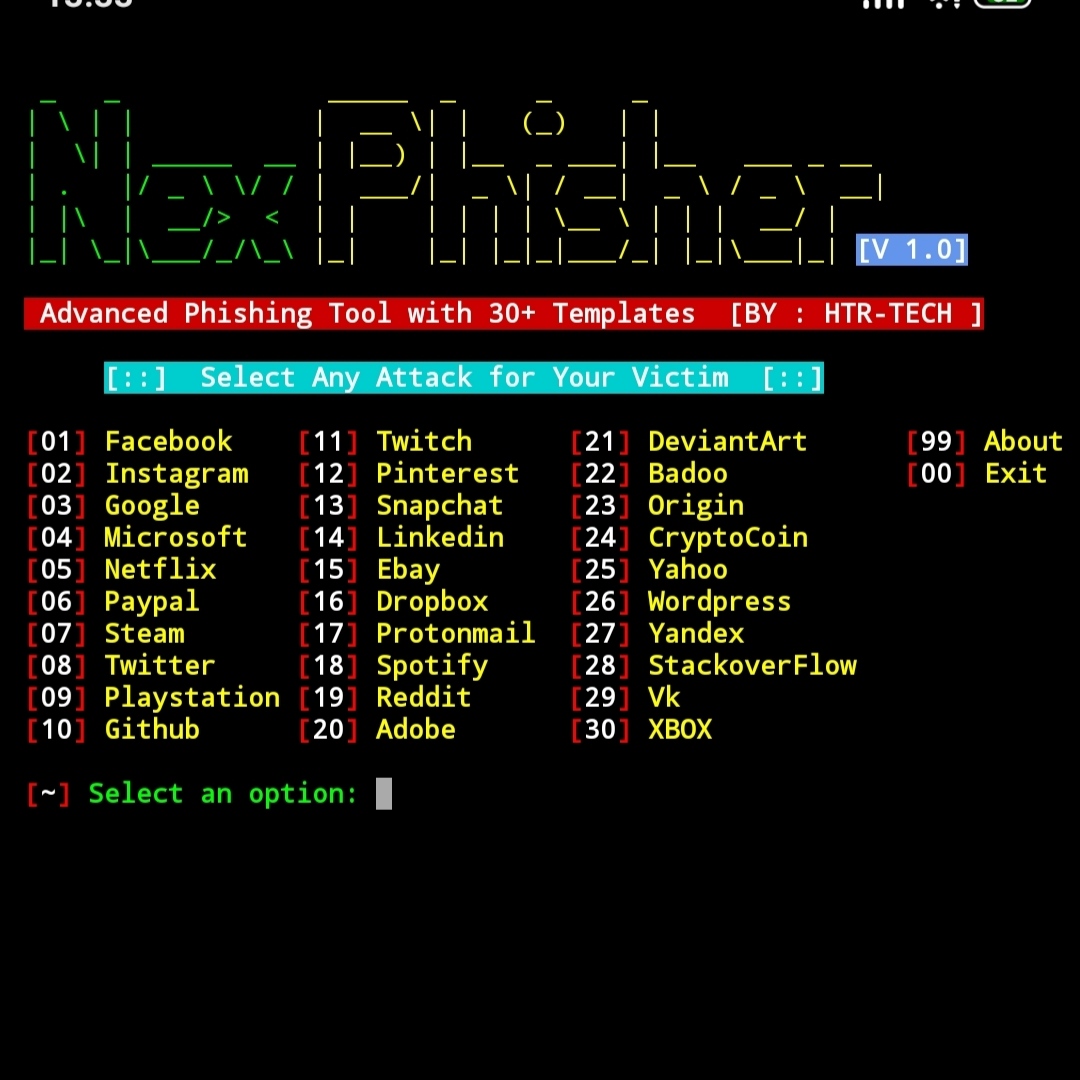 NexPhisher
[V 1.0]
Advanced Phishing Tool with 30+ Templates [BY : HTR-TECH ]
[::] Select Any Attack for Your Victim [::]
[01] Facebook [11] Twitch [21] DeviantArt [99] About
[02] Instagram [12] Pinterest [22] Badoo [00] Exit
[03] Google [13] Snapchat [23] Origin
[04] Microsoft [14] Linkedin [24] CryptoCoin
[05] Netflix [15] Ebay [25] Yahoo
[06] Paypal [16] Dropbox [26] Wordpress
[07] Steam [17] Protonmail [27] Yandex
[08] Twitter [18] Spotify [28] StackoverFlow
[09] Playstation [19] Reddit [29] Vk
[10] Github [20] Adobe [30] XBOX
[~] Select an option: